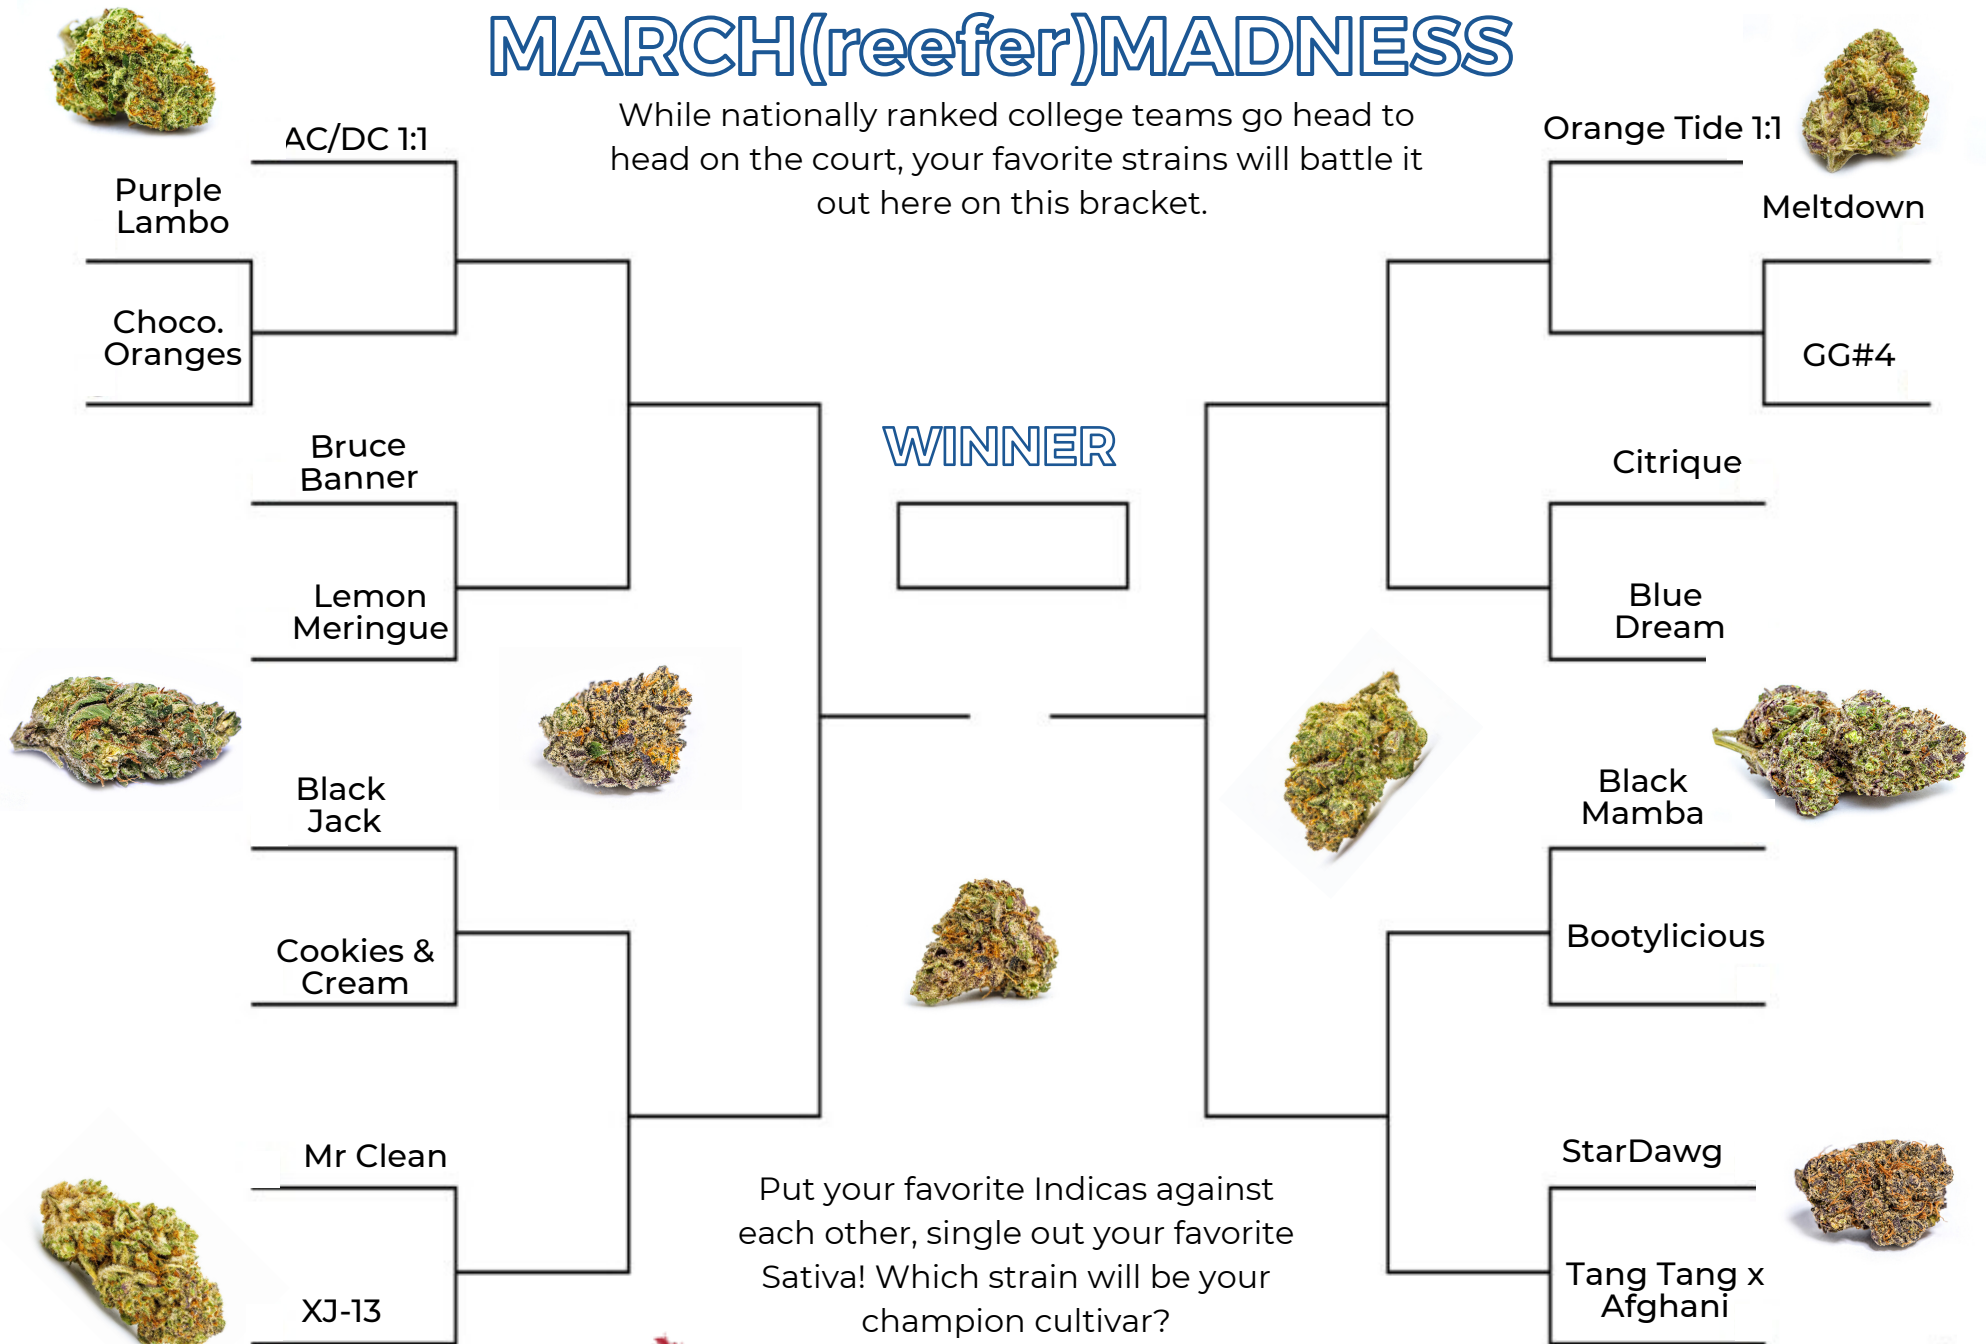 MARCH(reefer)MADNESS
While nationally ranked college teams go head to
head on the court, your favorite strains will battle it
out here on this bracket.
AC/DC 1:1
Purple
Lambo
Choco.
Oranges
Bruce
Banner
Lemon
Meringue
Black
Jack
Cookies &
Cream
Mr Clean
XJ-13
WINNER
Orange Tide 1:1
Meltdown
GG#4
Citrique
Blue
Dream
Black
Mamba
Bootylicious
StarDawg
Tang Tang x
Afghani
Put your favorite Indicas against
each other, single out your favorite
Sativa! Which strain will be your
champion cultivar?